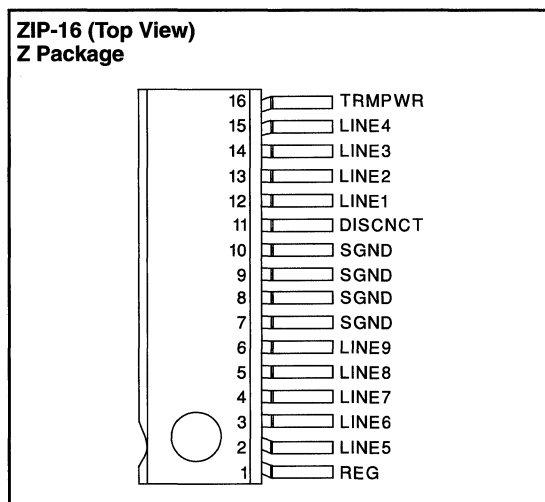 ZIP-16 (Top View)
Z Package
16 TRMPWR
15 LINE4
14 LINE3
13 LINE2
12 LINE1
11 DISCNCT
10 SGND
9 SGND
8 SGND
7 SGND
6 LINE9
5 LINE8
4 LINE7
3 LINE6
2 LINE5
1 REG